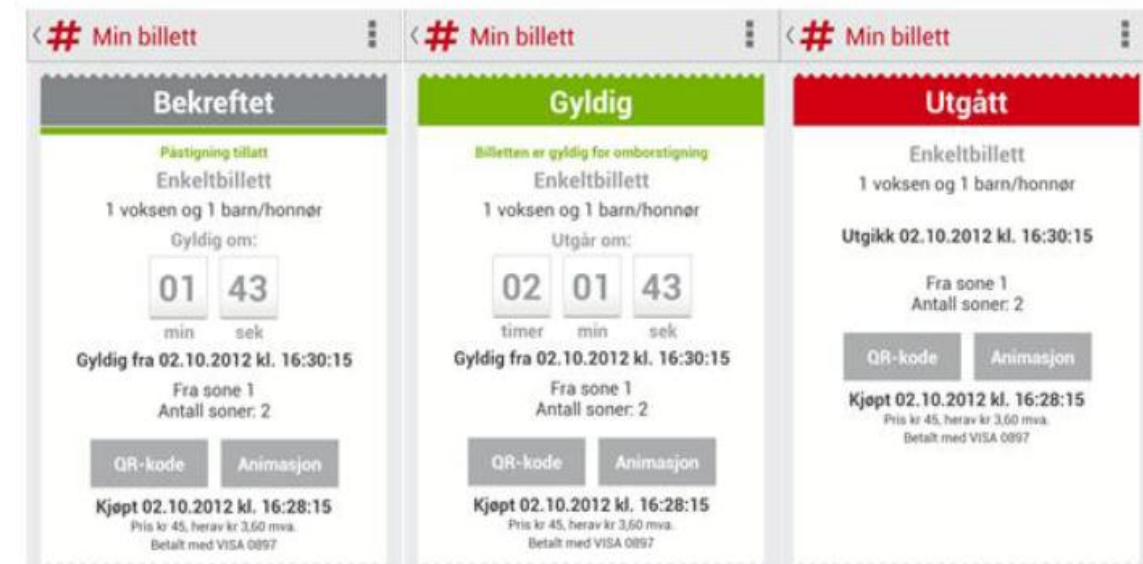 # Min billett
Bekreftet
Påstigning tillatt
Enkeltbillett
1 voksen og 1 barn/honnør
Gyldig om:
01 43
min sek
Gyldig fra 02.10.2012 kl. 16:30:15
Fra sone 1
Antall soner: 2
QR-kode Animasjon
Kjøpt 02.10.2012 kl. 16:28:15
Pris kr 45, herav kr 3,60 mva.
Betalt med VISA 0897
# Min billett
Gyldig
Billetten er gyldig for ombordstigning
Enkeltbillett
1 voksen og 1 barn/honnør
Utgår om:
02 01 43
timer min sek
Gyldig fra 02.10.2012 kl. 16:30:15
Fra sone 1
Antall soner: 2
QR-kode Animasjon
Kjøpt 02.10.2012 kl. 16:28:15
Pris kr 45, herav kr 3,60 mva.
Betalt med VISA 0897
# Min billett
Utgått
Enkeltbillett
1 voksen og 1 barn/honnør
Utgikk 02.10.2012 kl. 16:30:15
Fra sone 1
Antall soner: 2
QR-kode Animasjon
Kjøpt 02.10.2012 kl. 16:28:15
Pris kr 45, herav kr 3,60 mva.
Betalt med VISA 0897